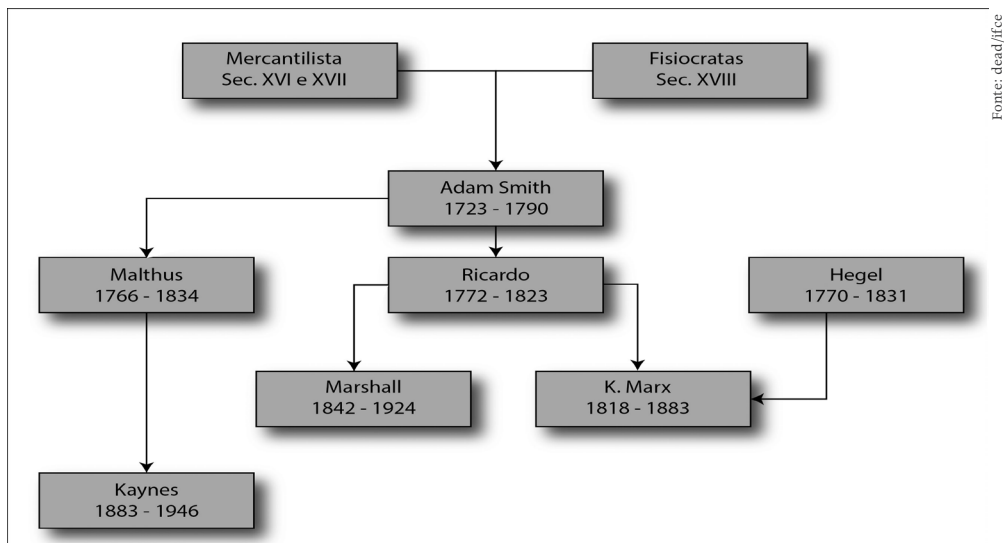 Mercantilista
Sec. XVI e XVII
Fisiocratas
Sec. XVIII
Adam Smith
1723 - 1790
Malthus
1766 - 1834
Ricardo
1772 - 1823
Hegel
1770 - 1831
Marshall
1842 - 1924
K. Marx
1818 - 1883
Kaynes
1883 - 1946
Fonte: dead/ifce